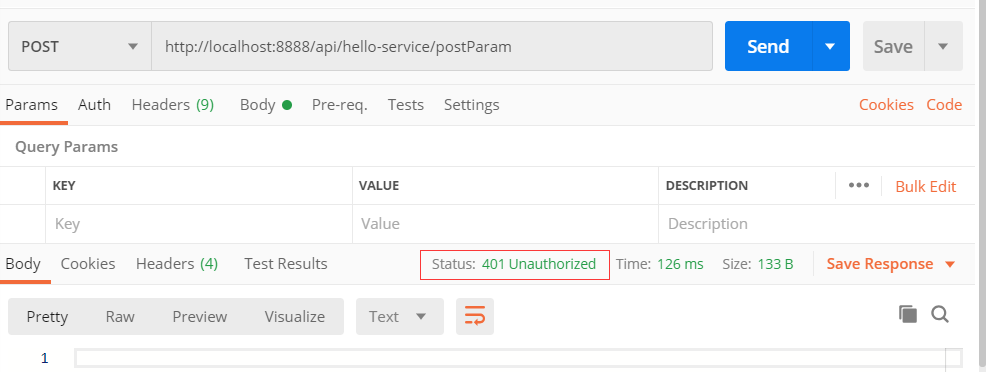 POST http://localhost:8888/api/hello-service/postParam Send Save
Params Auth Headers (9) Body Pre-req. Tests Settings Cookies Code
Query Params
KEY VALUE DESCRIPTION ••• Bulk Edit
Key Value Description
Body Cookies Headers (4) Test Results Status: 401 Unauthorized Time: 126 ms Size: 133 B Save Response
Pretty Raw Preview Visualize Text
1